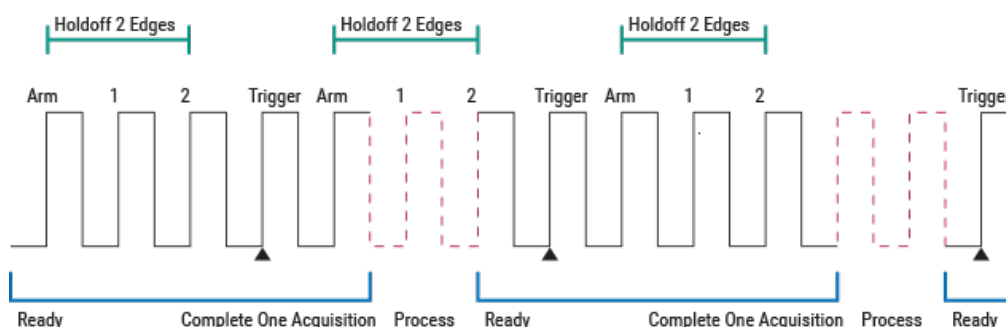 Holdoff 2 Edges Holdoff 2 Edges Holdoff 2 Edges
Arm 1 2 Trigger Arm 1 2 Trigger Arm 1 2 Trigger
Ready Complete One Acquisition Process Ready Complete One Acquisition Process Ready